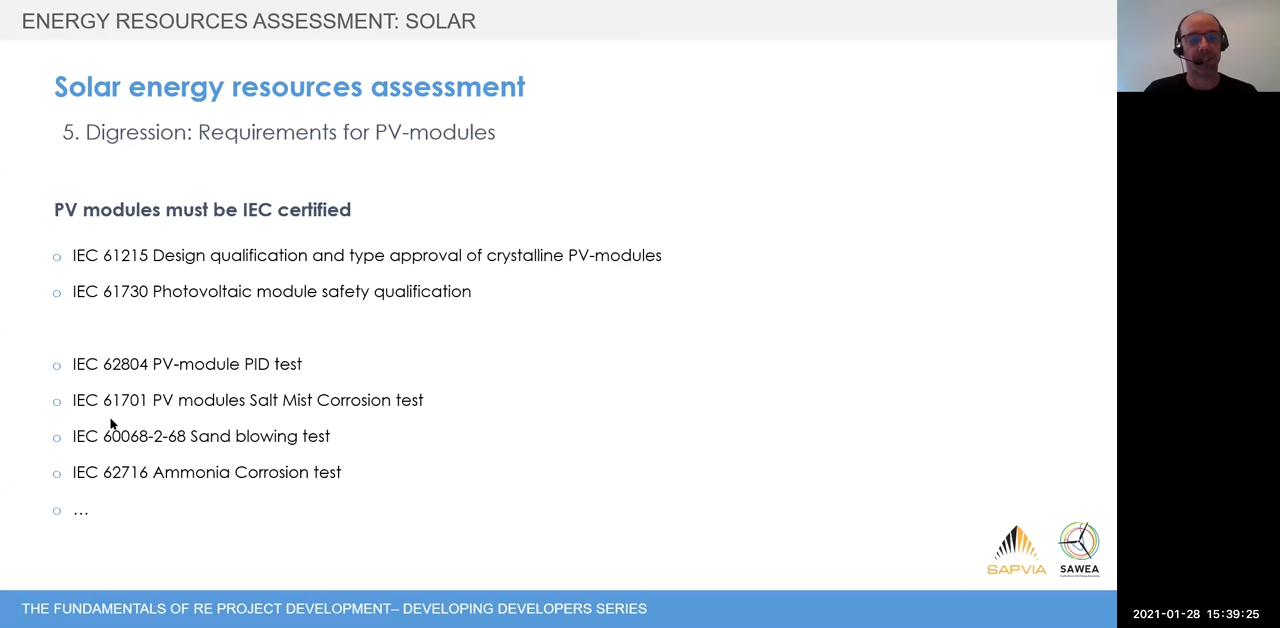 ENERGY RESOURCES ASSESSMENT: SOLAR
Solar energy resources assessment
5. Digression: Requirements for PV-modules
PV modules must be IEC certified
IEC 61215 Design qualification and type approval of crystalline PV-modules
IEC 61730 Photovoltaic module safety qualification
IEC 62804 PV-module PID test
IEC 61701 PV modules Salt Mist Corrosion test
IEC 60068-2-68 Sand blowing test
IEC 62716 Ammonia Corrosion test
...
SAPVIA
SAWEA
THE FUNDAMENTALS OF RE PROJECT DEVELOPMENT– DEVELOPING DEVELOPERS SERIES
2021-01-28 15:39:25